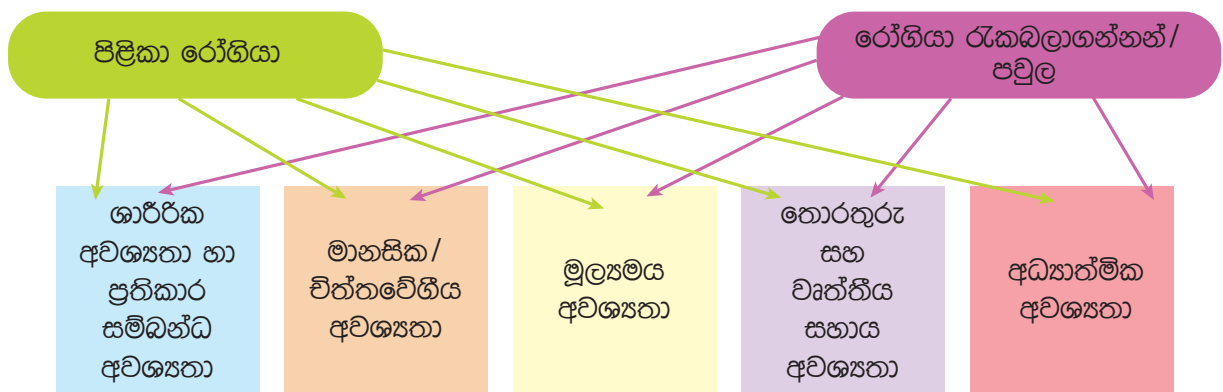 පිළිකා රෝගියා
රෝගියා රැකබලාගන්නන්/
පවුල
ශාරීරික
අවශ්‍යතා හා
ප්‍රතිකාර
සම්බන්ධ
අවශ්‍යතා
මානසික/
චිත්තවේගීය
අවශ්‍යතා
මූල්‍යමය
අවශ්‍යතා
තොරතුරු
සහ
වෘත්තීය
සහාය
අවශ්‍යතා
අධ්‍යාත්මික
අවශ්‍යතා